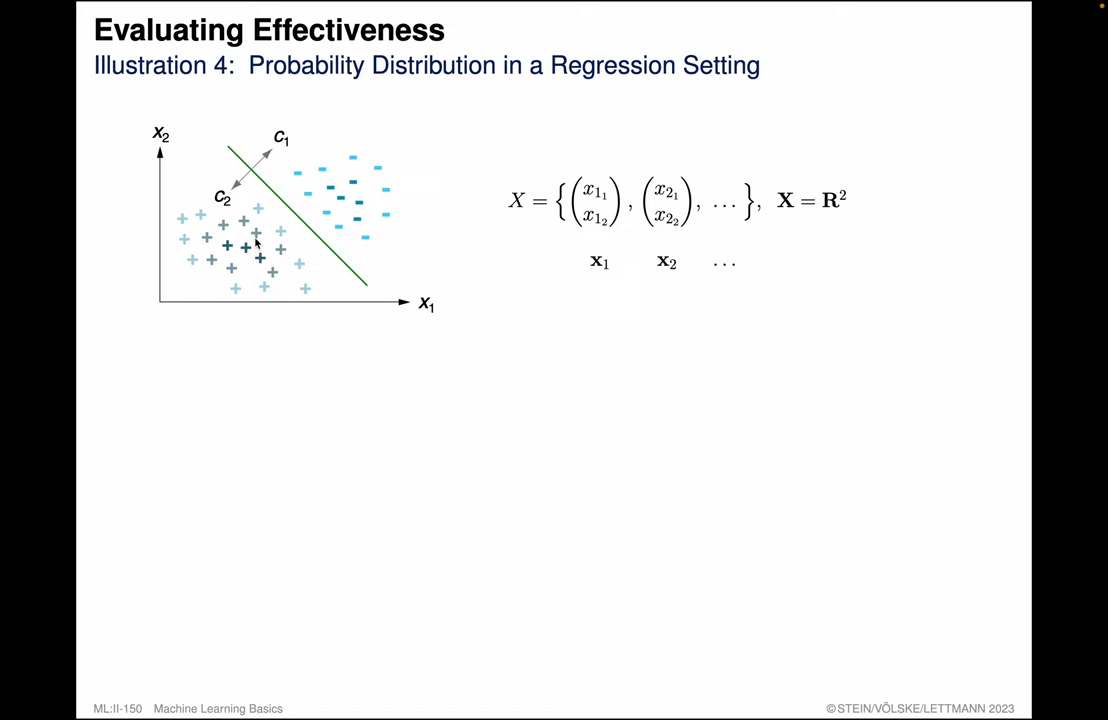 Evaluating Effectiveness
Illustration 4: Probability Distribution in a Regression Setting
x₂
c₁
c₂
x₁
X = { (x₁₁ x₁₂), (x₂₁ x₂₂), … }, X = R²
x₁ x₂ …
ML:II-150 Machine Learning Basics
©STEIN/VÖLSKE/LETTMANN 2023